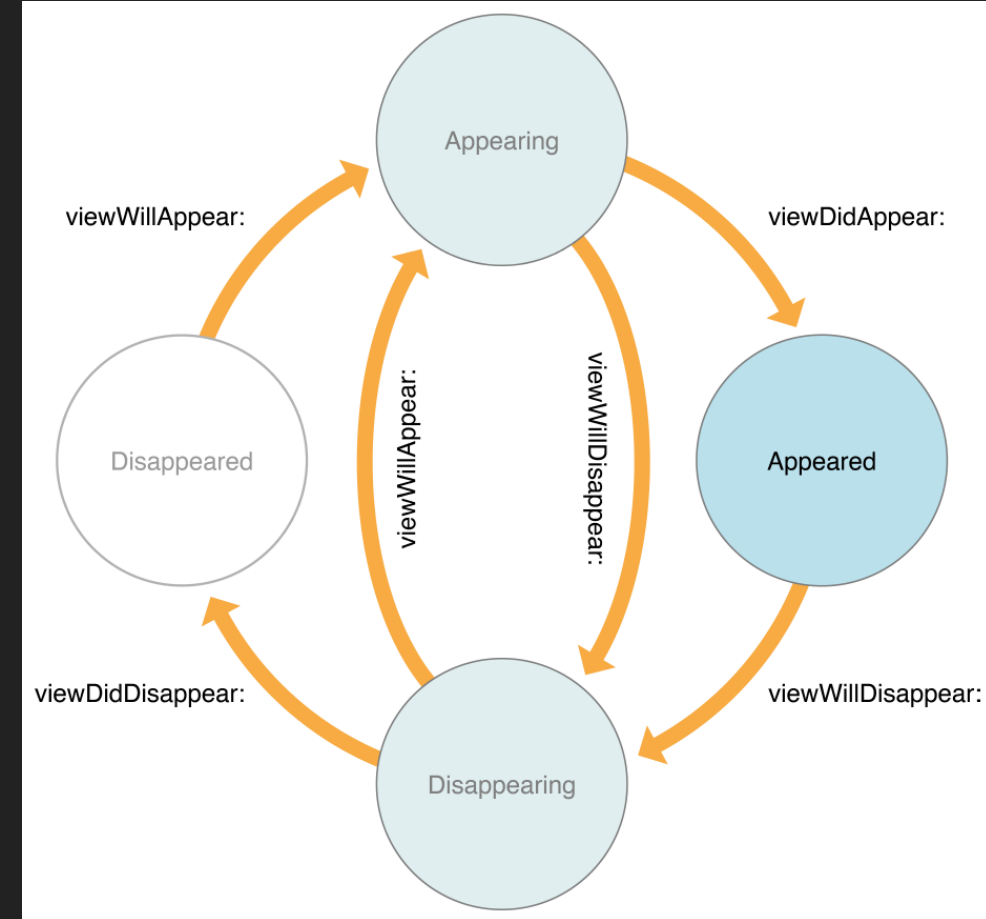 Appearing
viewWillAppear:
viewDidAppear:
viewWillAppear:
viewWillDisappear:
Disappeared
Appeared
viewDidDisappear:
viewWillDisappear:
Disappearing